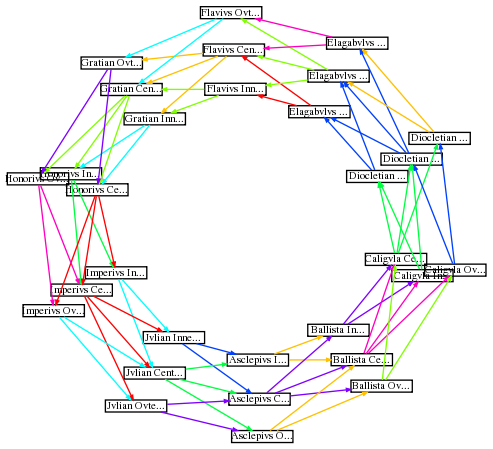 Flavivs Ovt...
Elagabvlvs ...
Flavivs Cen...
Gratian Ovt...
Elagabvlvs ...
Gratian Cen...
Flavivs Inn...
Elagabvlvs ...
Gratian Inn...
Diocletian ...
Diocletian ...
Honorivs In...
Diocletian ...
Honorivs Ov...
Honorivs Ce...
Caligvla Ce...
Caligvla Ov...
Imperivs In...
Caligvla Inn...
Imperivs Ce...
Imperivs Ov...
Ballista In...
Jvlian Inne...
Asclepivs I...
Ballista Ce...
Jvlian Cent...
Ballista Ov...
Asclepivs C...
Jvlian Ovte...
Asclepivs O...